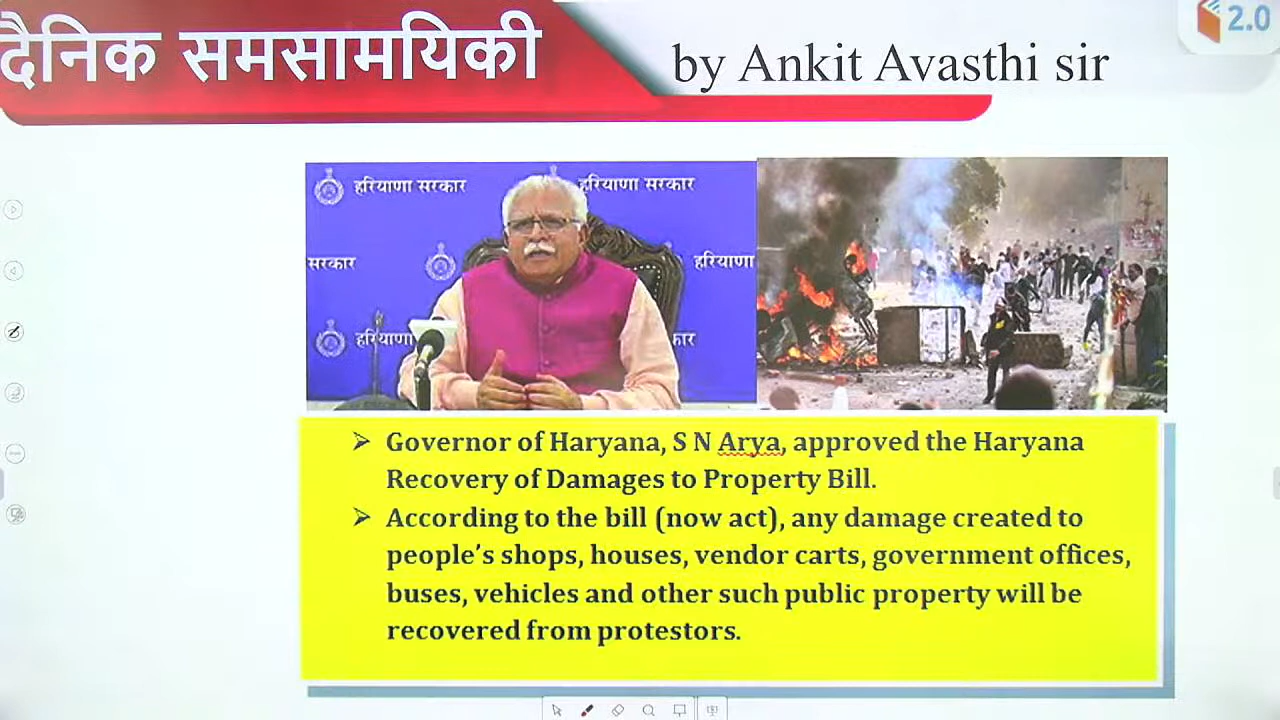 दैनिक समसामयिकी
by Ankit Avasthi sir
2.0
हरियाणा सरकार
हरियाणा सरकार
सरकार
हरियाणा
हरियाणा
कार
➢ Governor of Haryana, S N Arya, approved the Haryana
Recovery of Damages to Property Bill.
➢ According to the bill (now act), any damage created to
people's shops, houses, vendor carts, government offices,
buses, vehicles and other such public property will be
recovered from protestors.